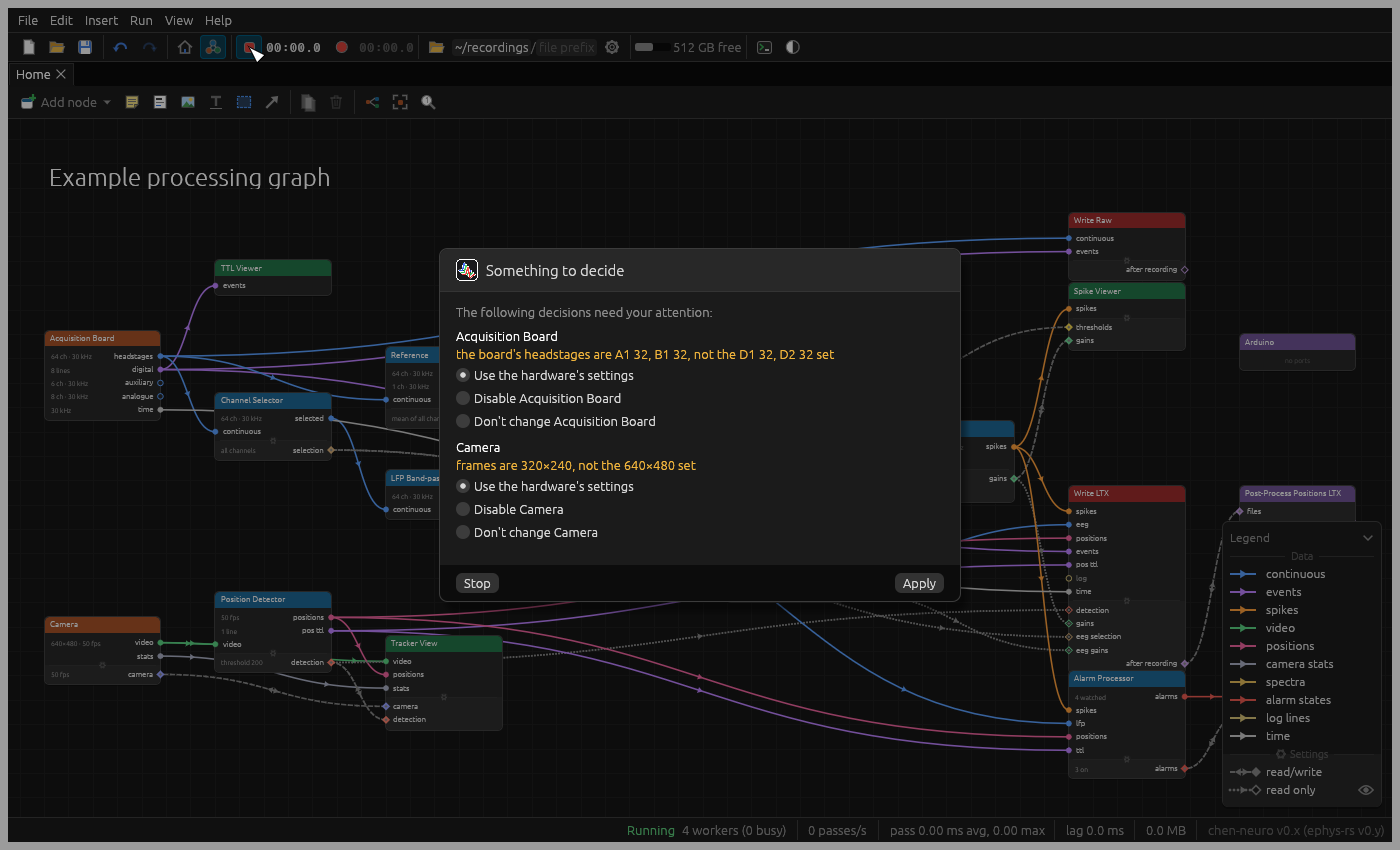 File Edit Insert Run View Help
00:00.0 00:00.0 ~/recordings/file prefix 512 GB free
Home
Add node
Example processing graph
Write Raw
continuous
events
after recording
TTL Viewer
events
Spike Viewer
spikes
thresholds
gains
Acquisition Board
64 ch · 30 kHz headstages
8 lines digital
6 ch · 30 kHz auxiliary
8 ch · 30 kHz analogue
30 kHz time
Reference
64 ch · 30 kHz
1 ch · 30 kHz
continuous
mean of all chan
Channel Selector
64 ch · 30 kHz selected
continuous
all channels selection
LFP Band-pas
64 ch · 30 kHz
continuous
Arduino
no ports
spikes
gains
Something to decide
The following decisions need your attention:
Acquisition Board
the board's headstages are A1 32, B1 32, not the D1 32, D2 32 set
Use the hardware's settings
Disable Acquisition Board
Don't change Acquisition Board
Camera
frames are 320×240, not the 640×480 set
Use the hardware's settings
Disable Camera
Don't change Camera
Stop Apply
Write LTX
spikes
eeg
positions
events
pos ttl
log
time
detection
gains
eeg selection
eeg gains
after recording
Post-Process Positions LTX
files
Camera
640×480 · 50 fps video
stats
50 fps camera
Position Detector
50 fps positions
1 line pos ttl
video
threshold 200 detection
Tracker View
video
positions
stats
camera
detection
Alarm Processor
4 watched alarms
spikes
lfp
positions
ttl
3 on alarms
Legend
Data
continuous
events
spikes
video
positions
camera stats
spectra
alarm states
log lines
time
Settings
read/write
read only
Running 4 workers (0 busy) 0 passes/s pass 0.00 ms avg, 0.00 max lag 0.0 ms 0.0 MB chen-neuro v0.x (ephys-rs v0.y)